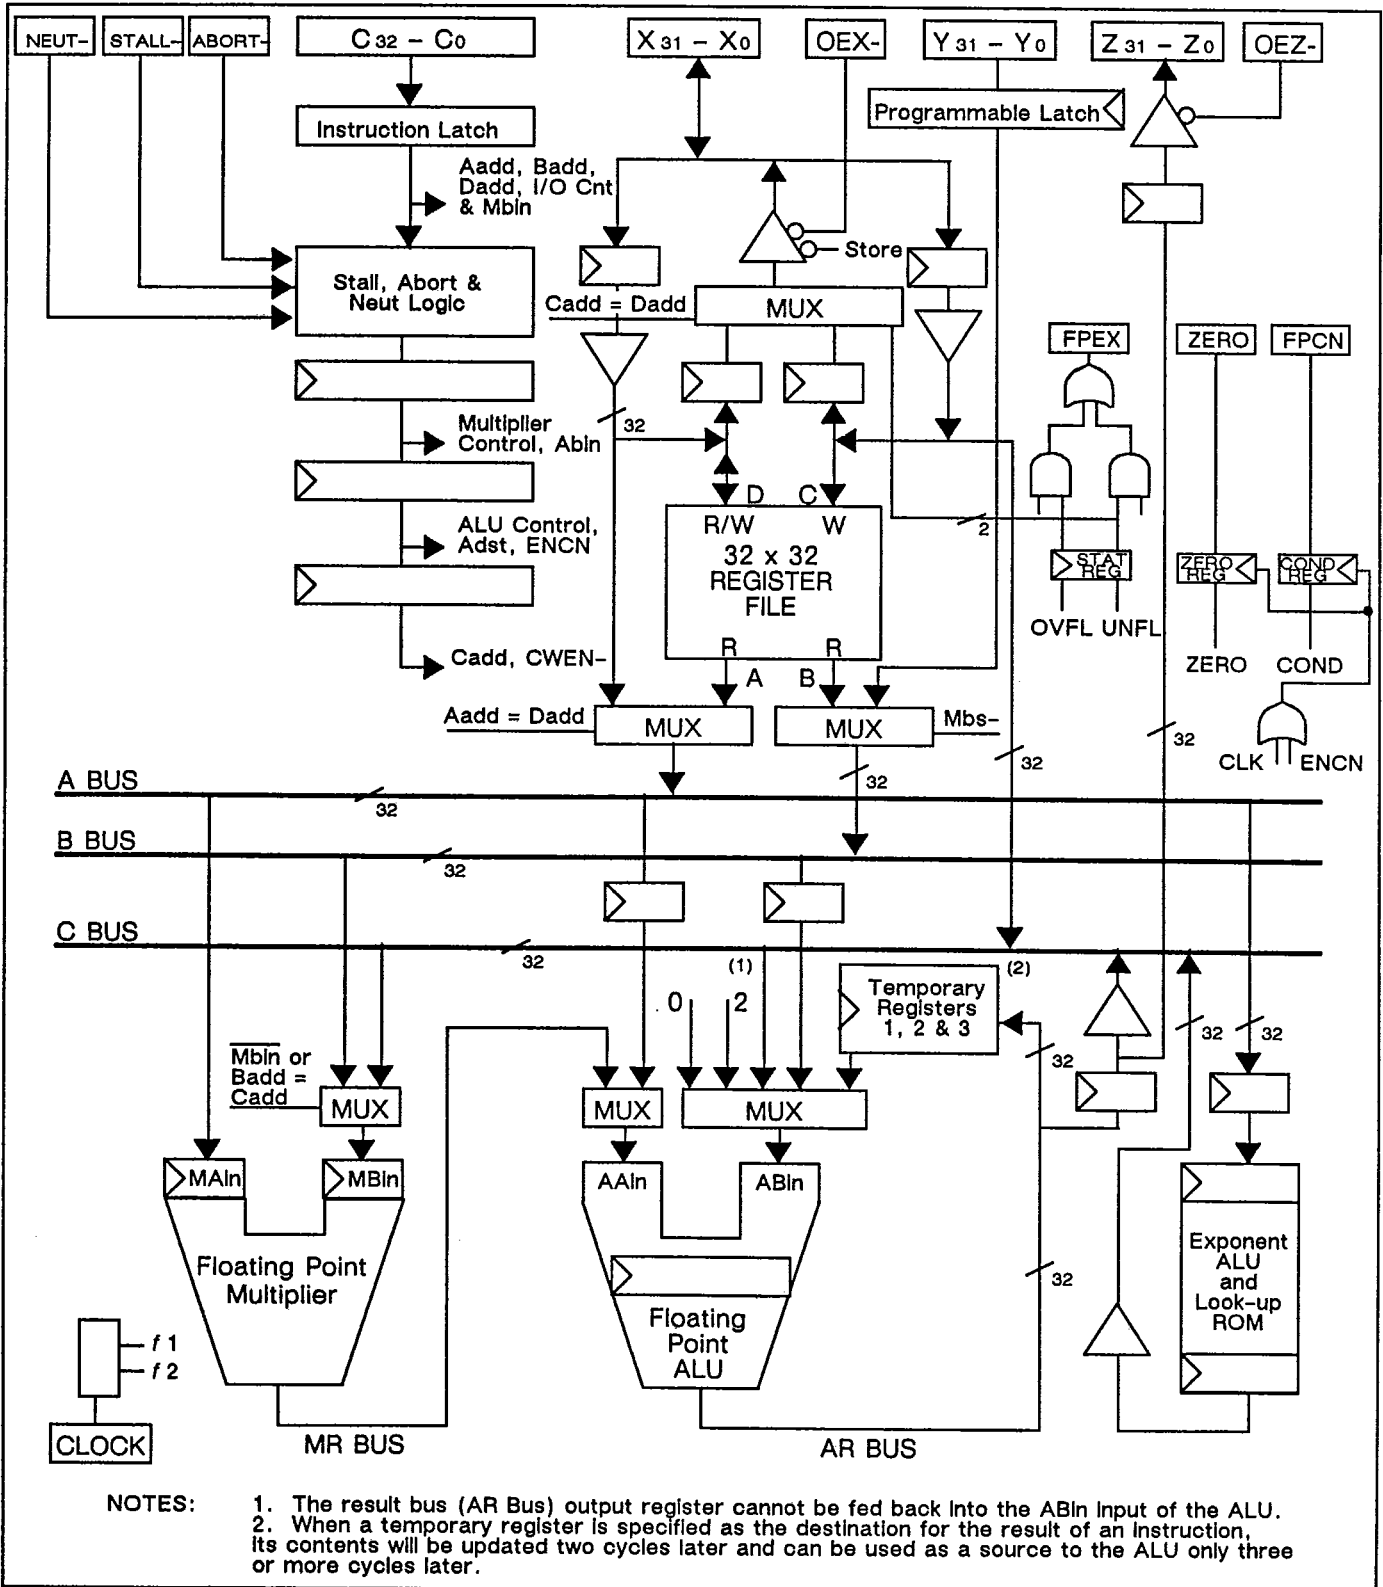 NEUT- STALL- ABORT- C32 - C0 X31 - X0 OEX- Y31 - Y0 Z31 - Z0 OEZ-
Programmable Latch
Instruction Latch
Aadd, Badd,
Dadd, I/O Cnt
& Mbin
Store
Stall, Abort &
Neut Logic
Cadd = Dadd
MUX
FPEX ZERO FPCN
32
Multiplier
Control, Abin
D C
R/W W
2
32 x 32
REGISTER
FILE
ALU Control,
Adst, ENCN
STAT
REG
ZERO
REG
COND
REG
OVFL UNFL
R R
Cadd, CWEN-
ZERO COND
A B
Aadd = Dadd
MUX
MUX
Mbs-
32
32
CLK ENCN
A BUS
32
32
B BUS
32
C BUS
32
(1)
(2)
0 2
Temporary
Registers
1, 2 & 3
32
32
32
Mbin or
Badd =
Cadd
MUX
MUX
MUX
MAin
MBin
AAin
ABin
Floating Point
Multiplier
Exponent
ALU
and
Look-up
ROM
32
Floating
Point
ALU
f 1
f 2
CLOCK
MR BUS
AR BUS
NOTES: 1. The result bus (AR Bus) output register cannot be fed back into the ABin input of the ALU.
2. When a temporary register is specified as the destination for the result of an instruction,
its contents will be updated two cycles later and can be used as a source to the ALU only three
or more cycles later.